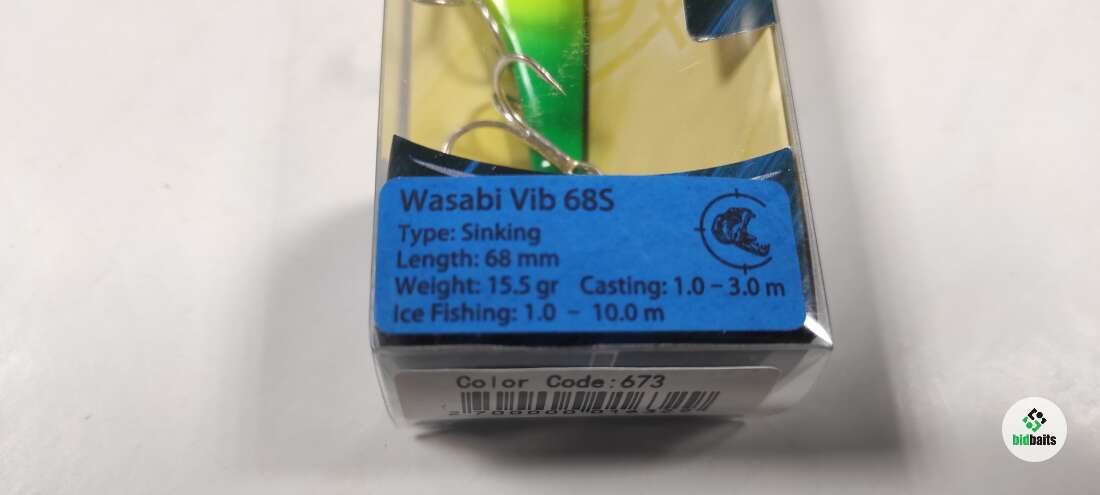 Wasabi Vib 68S
Type: Sinking
Length: 68 mm
Weight: 15.5 gr Casting: 1.0 – 3.0 m
Ice Fishing: 1.0 – 10.0 m
Color Code:673
bidbaits